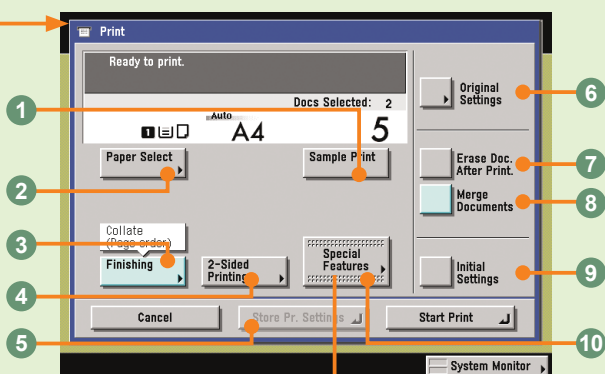 Print
Ready to print.
Docs Selected: 2
Auto
1 A4 5
Paper Select
Sample Print
Original
Settings
Erase Doc.
After Print.
Merge
Documents
Collate
(Page order)
Finishing
2-Sided
Printing
Special
Features
Initial
Settings
Cancel
Store Pr. Settings
Start Print
System Monitor
1
2
3
4
5
6
7
8
9
10